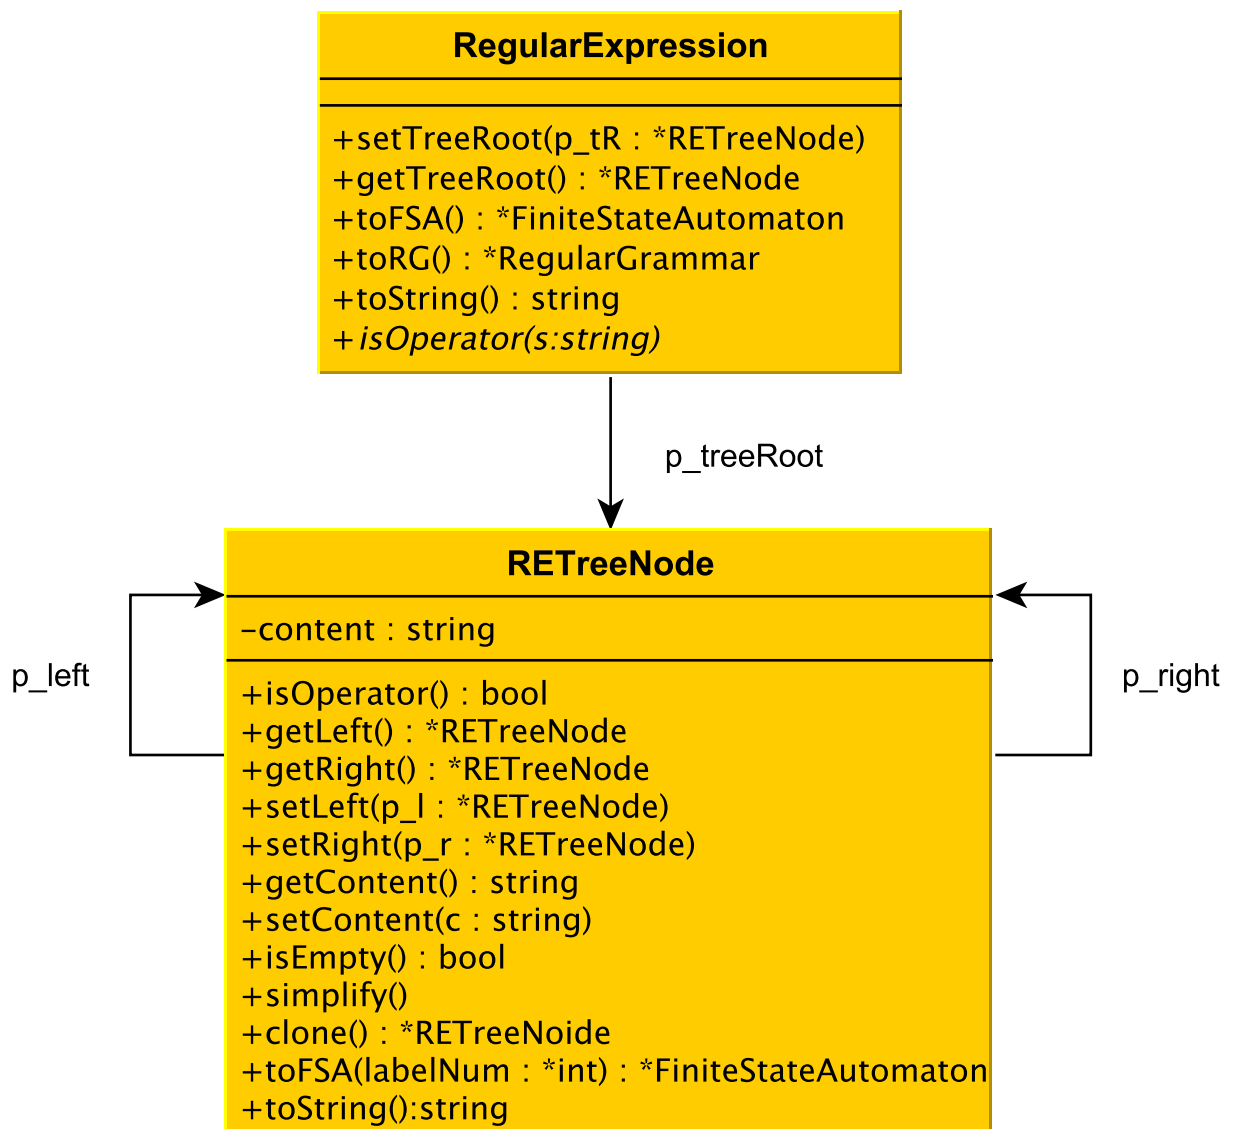 RegularExpression
+setTreeRoot(p_tR : *RETreeNode)
+getTreeRoot() : *RETreeNode
+toFSA() : *FiniteStateAutomaton
+toRG() : *RegularGrammar
+toString() : string
+isOperator(s:string)
p_treeRoot
RETreeNode
-content : string
p_left
p_right
+isOperator() : bool
+getLeft() : *RETreeNode
+getRight() : *RETreeNode
+setLeft(p_l : *RETreeNode)
+setRight(p_r : *RETreeNode)
+getContent() : string
+setContent(c : string)
+isEmpty() : bool
+simplify()
+clone() : *RETreeNoide
+toFSA(labelNum : *int) : *FiniteStateAutomaton
+toString():string